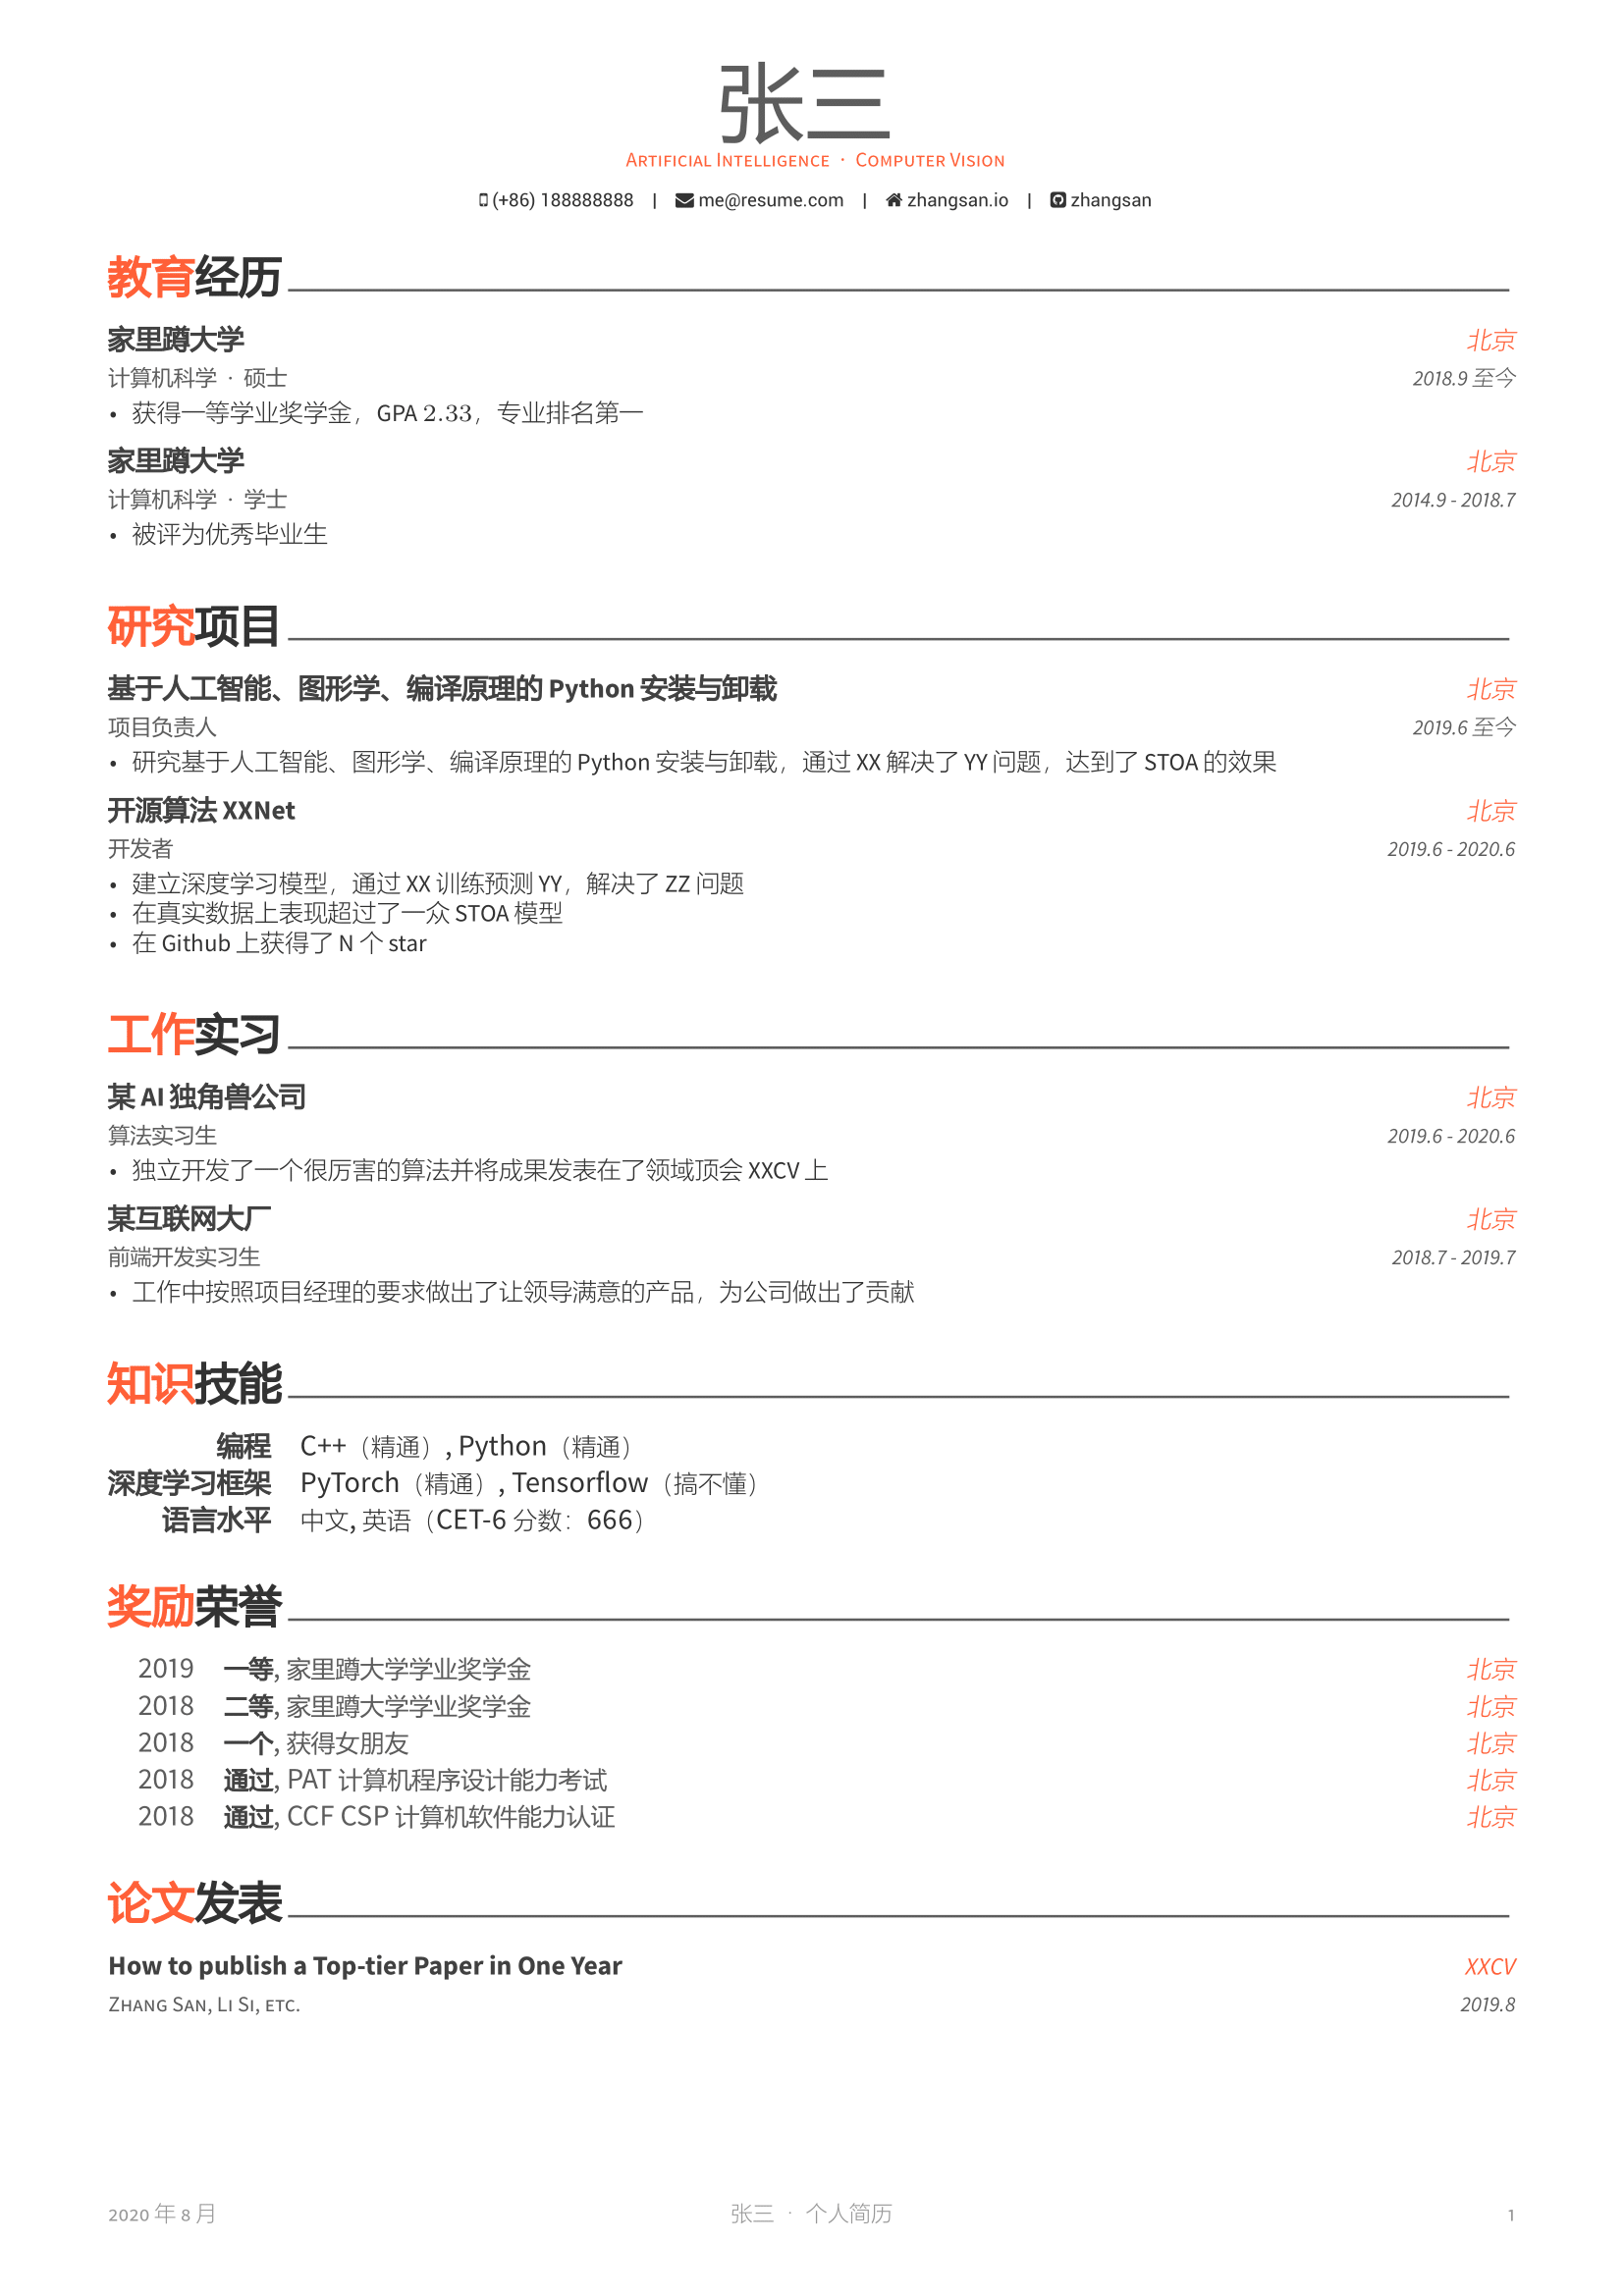 张三
Artificial Intelligence · Computer Vision
(+86) 188888888 | me@resume.com | zhangsan.io | zhangsan
教育经历
家里蹲大学 北京
计算机科学 · 硕士 2018.9 至今
• 获得一等学业奖学金，GPA 2.33，专业排名第一
家里蹲大学 北京
计算机科学 · 学士 2014.9 - 2018.7
• 被评为优秀毕业生
研究项目
基于人工智能、图形学、编译原理的 Python 安装与卸载 北京
项目负责人 2019.6 至今
• 研究基于人工智能、图形学、编译原理的 Python 安装与卸载，通过 XX 解决了 YY 问题，达到了 STOA 的效果
开源算法 XXNet 北京
开发者 2019.6 - 2020.6
• 建立深度学习模型，通过 XX 训练预测 YY，解决了 ZZ 问题
• 在真实数据上表现超过了一众 STOA 模型
• 在 Github 上获得了 N 个 star
工作实习
某 AI 独角兽公司 北京
算法实习生 2019.6 - 2020.6
• 独立开发了一个很厉害的算法并将成果发表在了领域顶会 XXCV 上
某互联网大厂 北京
前端开发实习生 2018.7 - 2019.7
• 工作中按照项目经理的要求做出了让领导满意的产品，为公司做出了贡献
知识技能
编程 C++（精通）, Python（精通）
深度学习框架 PyTorch（精通）, Tensorflow（搞不懂）
语言水平 中文, 英语（CET-6 分数：666）
奖励荣誉
2019 一等, 家里蹲大学学业奖学金 北京
2018 二等, 家里蹲大学学业奖学金 北京
2018 一个, 获得女朋友 北京
2018 通过, PAT 计算机程序设计能力考试 北京
2018 通过, CCF CSP 计算机软件能力认证 北京
论文发表
How to publish a Top-tier Paper in One Year XXCV
Zhang San, Li Si, etc. 2019.8
2020 年 8 月 张三 · 个人简历 1